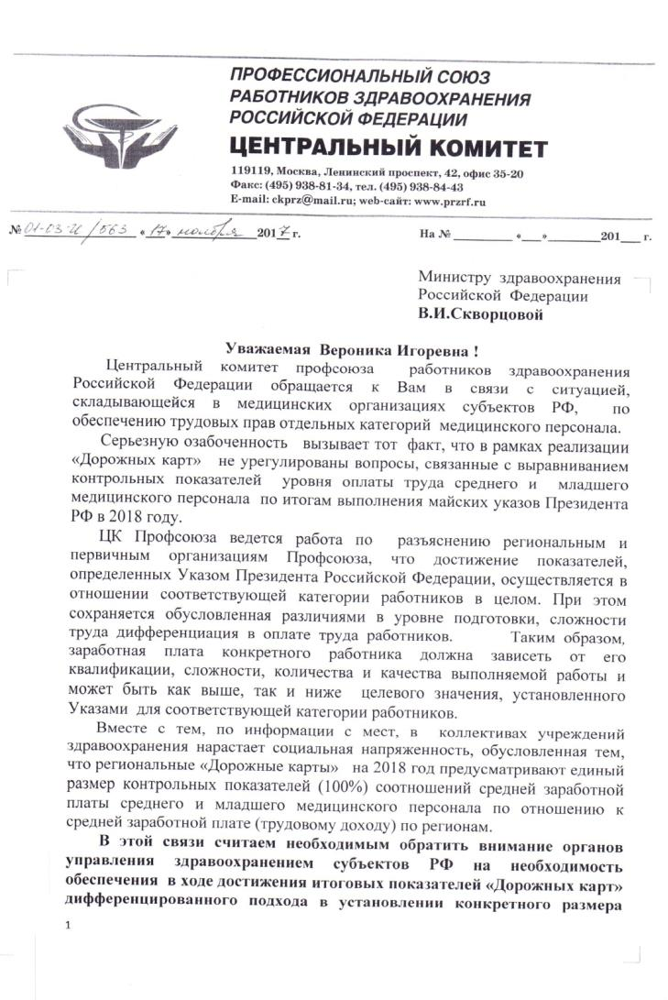 ПРОФЕССИОНАЛЬНЫЙ СОЮЗ
РАБОТНИКОВ ЗДРАВООХРАНЕНИЯ
РОССИЙСКОЙ ФЕДЕРАЦИИ
ЦЕНТРАЛЬНЫЙ КОМИТЕТ
119119, Москва, Ленинский проспект, 42, офис 35-20
Факс: (495) 938-81-34, тел. (495) 938-84-43
E-mail: ckprz@mail.ru; web-сайт: www.przrf.ru
№ 01-03-И/563 «17» ноября 2017 г. На № ________ «___»________201___ г.
Министру здравоохранения
Российской Федерации
В.И.Скворцовой
Уважаемая Вероника Игоревна !
Центральный комитет профсоюза работников здравоохранения
Российской Федерации обращается к Вам в связи с ситуацией,
складывающейся в медицинских организациях субъектов РФ, по
обеспечению трудовых прав отдельных категорий медицинского персонала.
Серьезную озабоченность вызывает тот факт, что в рамках реализации
«Дорожных карт» не урегулированы вопросы, связанные с выравниванием
контрольных показателей уровня оплаты труда среднего и младшего
медицинского персонала по итогам выполнения майских указов Президента
РФ в 2018 году.
ЦК Профсоюза ведется работа по разъяснению региональным и
первичным организациям Профсоюза, что достижение показателей,
определенных Указом Президента Российской Федерации, осуществляется в
отношении соответствующей категории работников в целом. При этом
сохраняется обусловленная различиями в уровне подготовки, сложности
труда дифференциация в оплате труда работников. Таким образом,
заработная плата конкретного работника должна зависеть от его
квалификации, сложности, количества и качества выполняемой работы и
может быть как выше, так и ниже целевого значения, установленного
Указами для соответствующей категории работников.
Вместе с тем, по информации с мест, в коллективах учреждений
здравоохранения нарастает социальная напряженность, обусловленная тем,
что региональные «Дорожные карты» на 2018 год предусматривают единый
размер контрольных показателей (100%) соотношений средней заработной
платы среднего и младшего медицинского персонала по отношению к
средней заработной плате (трудовому доходу) по регионам.
В этой связи считаем необходимым обратить внимание органов
управления здравоохранением субъектов РФ на необходимость
обеспечения в ходе достижения итоговых показателей «Дорожных карт»
дифференцированного подхода в установлении конкретного размера
1